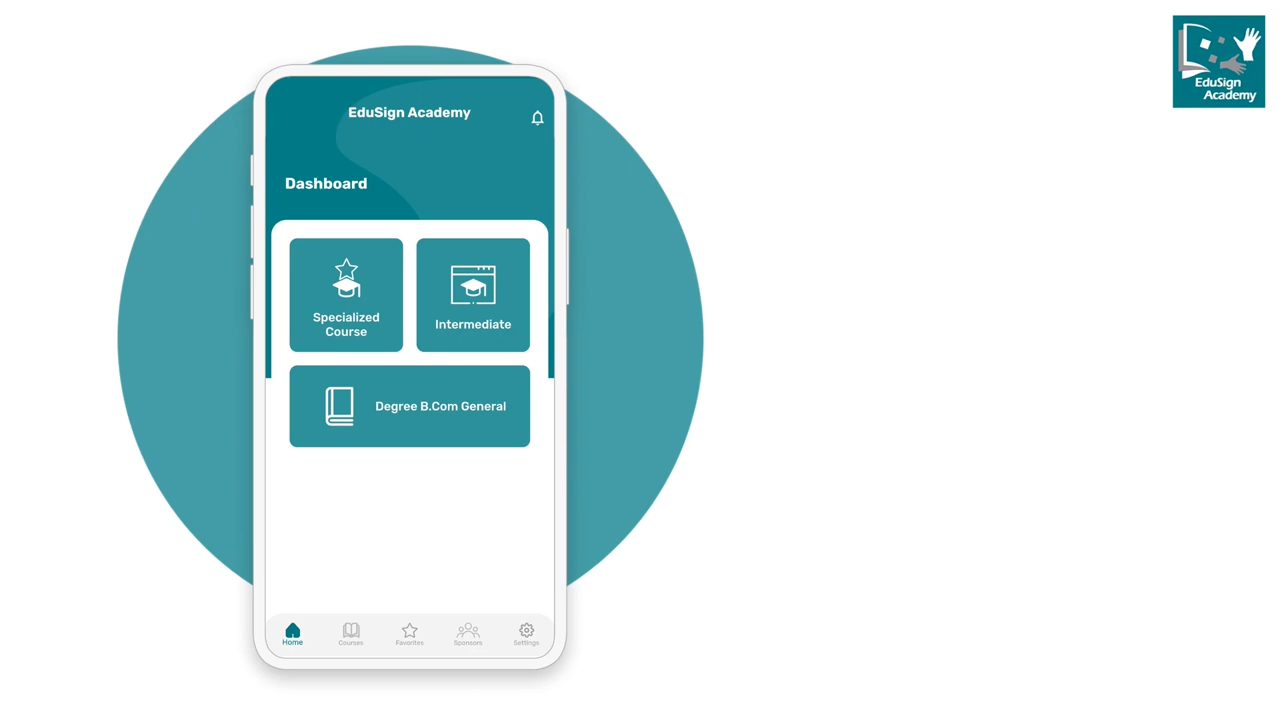 EduSign Academy
Dashboard
Specialized
Course
Intermediate
Degree B.Com General
Home
Courses
Favorites
Sponsors
Settings
EduSign
Academy